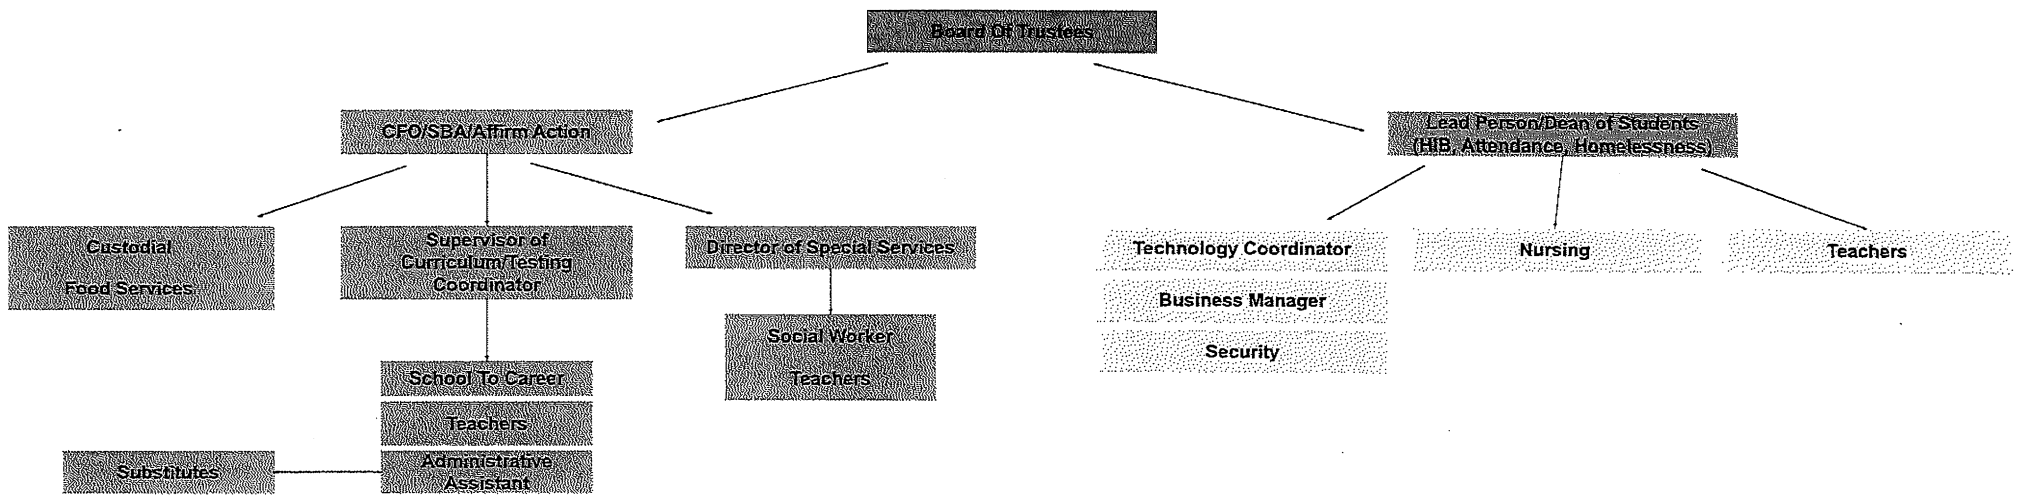 Board Of Trustees
CFO/SBA/Affirm Action
Lead Person/Dean of Students
(HIB, Attendance, Homelessness)
Custodial
Food Services
Supervisor of
Curriculum/Testing
Coordinator
Director of Special Services
Technology Coordinator
Nursing
Teachers
Business Manager
Security
Social Worker
Teachers
School To Career
Teachers
Substitutes
Administrative
Assistant